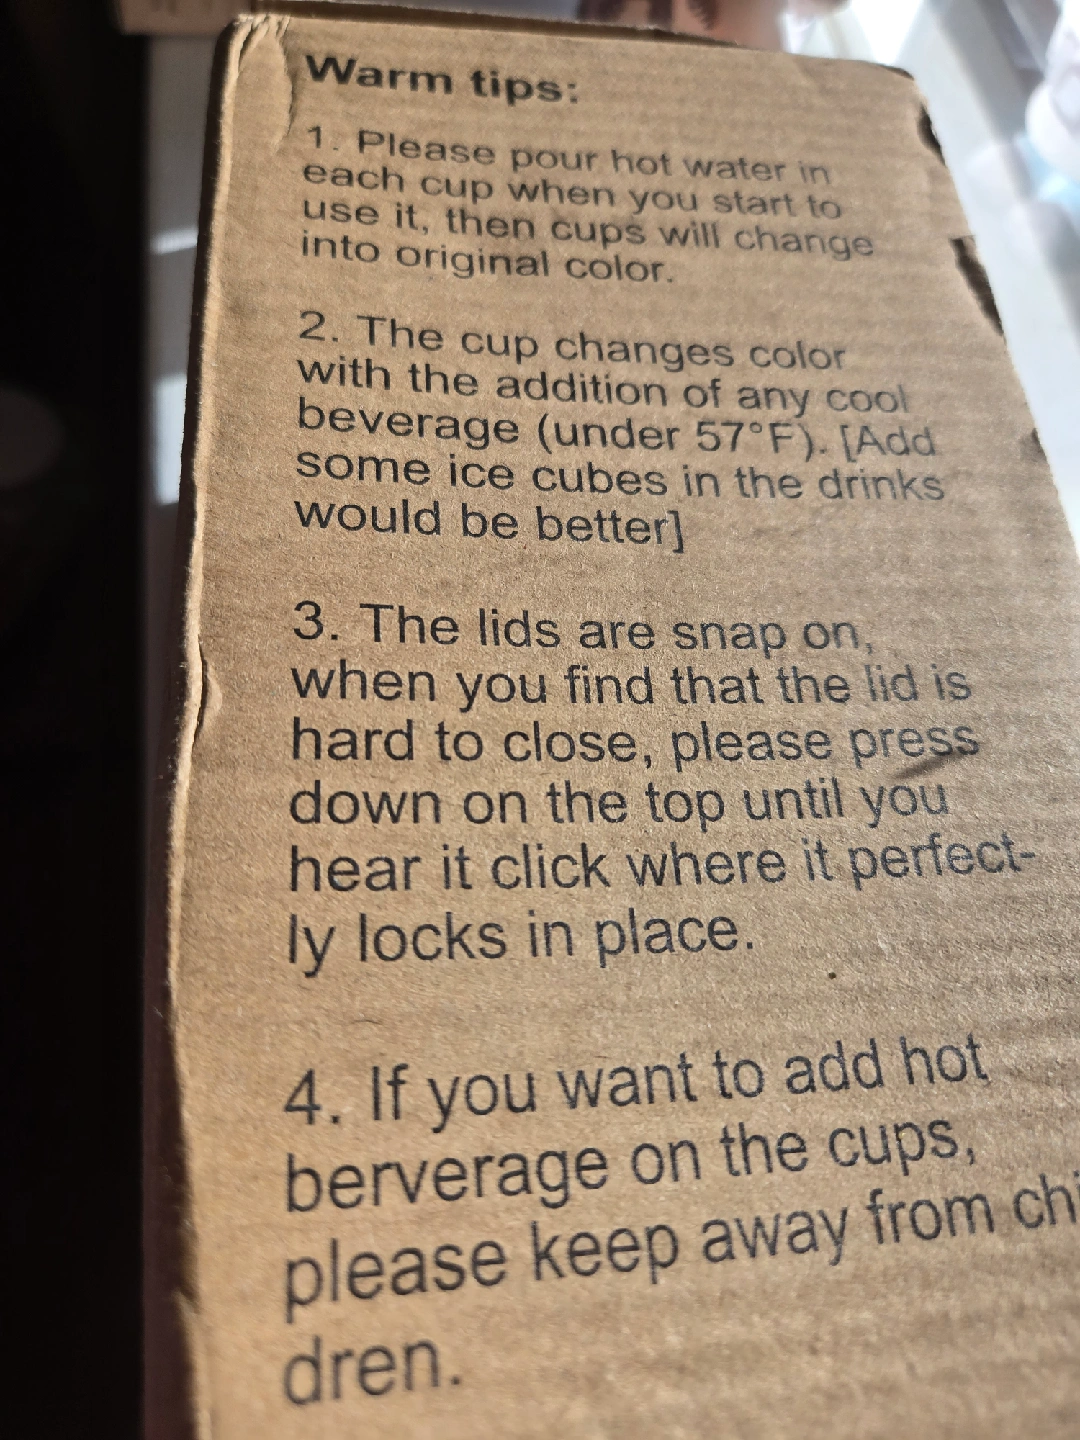 Warm tips:
1. Please pour hot water in
each cup when you start to
use it, then cups will change
into original color.
2. The cup changes color
with the addition of any cool
beverage (under 57°F). [Add
some ice cubes in the drinks
would be better]
3. The lids are snap on,
when you find that the lid is
hard to close, please press
down on the top until you
hear it click where it perfect-
ly locks in place.
4. If you want to add hot
berverage on the cups,
please keep away from chi
dren.